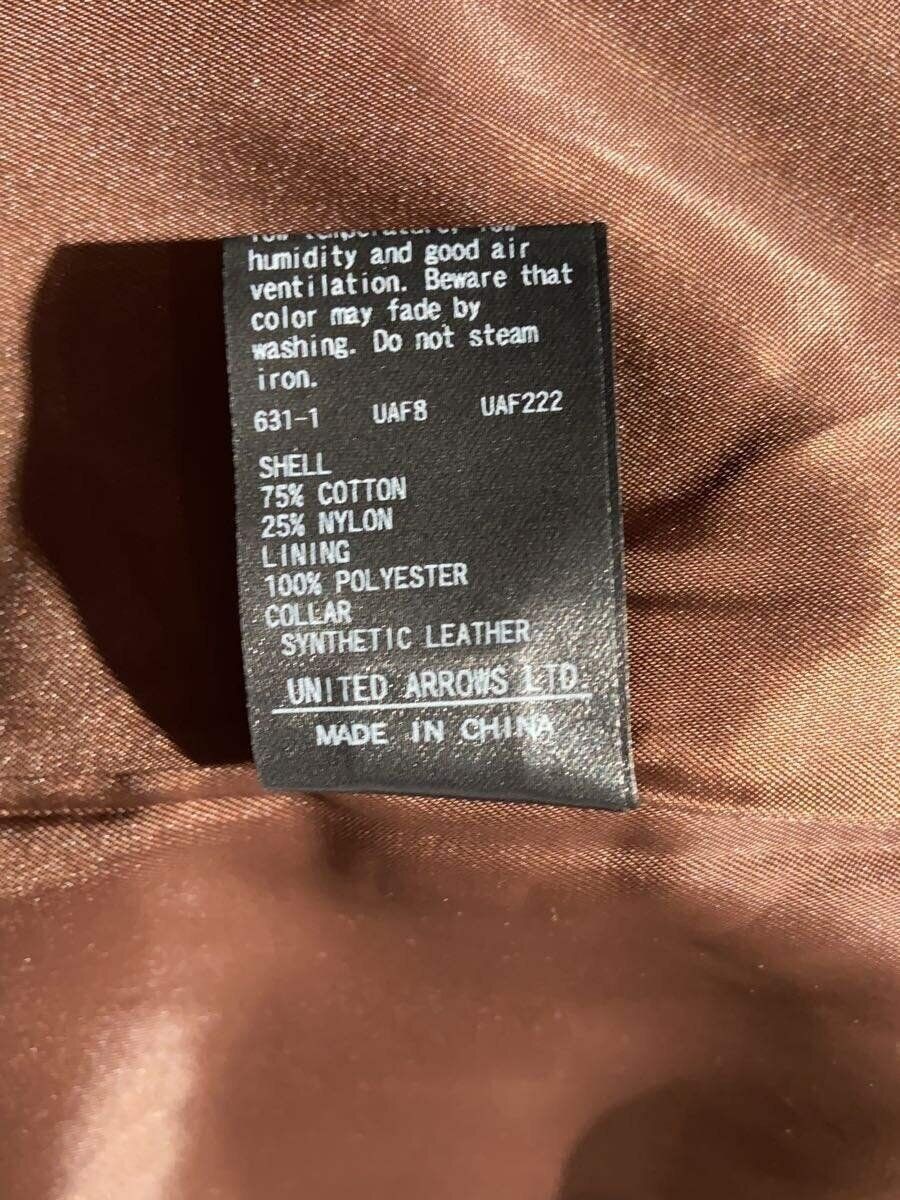 humidity and good air
ventilation. Beware that
color may fade by
washing. Do not steam
iron.
631-1 UAF8 UAF222
SHELL
75% COTTON
25% NYLON
LINING
100% POLYESTER
COLLAR
SYNTHETIC LEATHER
UNITED ARROWS LTD
MADE IN CHINA